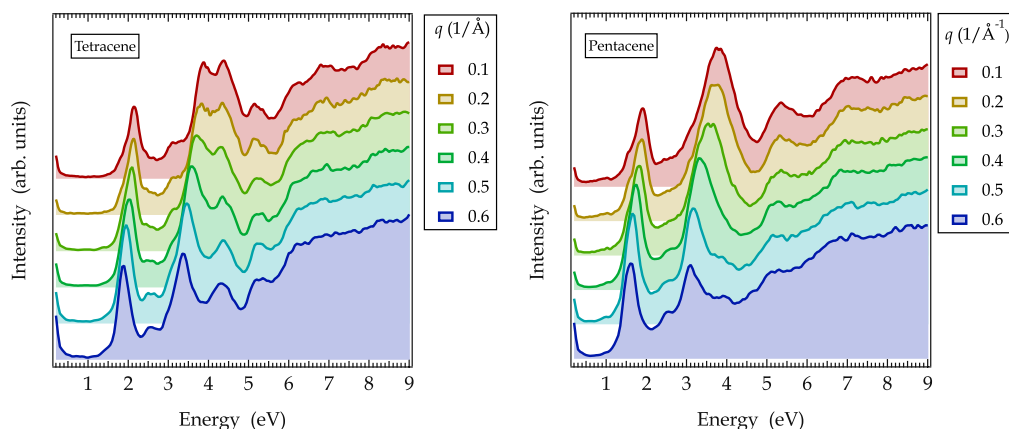 Tetracene
q (1/Å)
0.1
0.2
0.3
0.4
0.5
0.6
Intensity (arb. units)
1 2 3 4 5 6 7 8 9
Energy (eV)
Pentacene
q (1/Å⁻¹)
0.1
0.2
0.3
0.4
0.5
0.6
Intensity (arb. units)
1 2 3 4 5 6 7 8 9
Energy (eV)